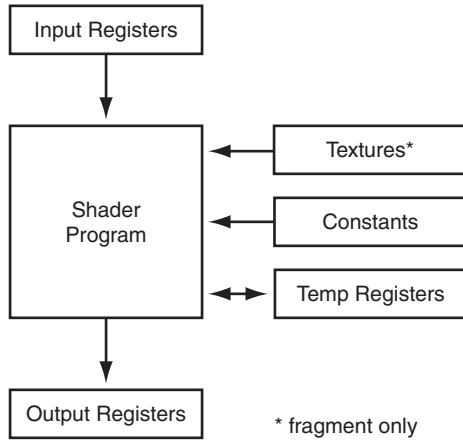 Input Registers
Textures*
Shader
Program
Constants
Temp Registers
Output Registers
* fragment only